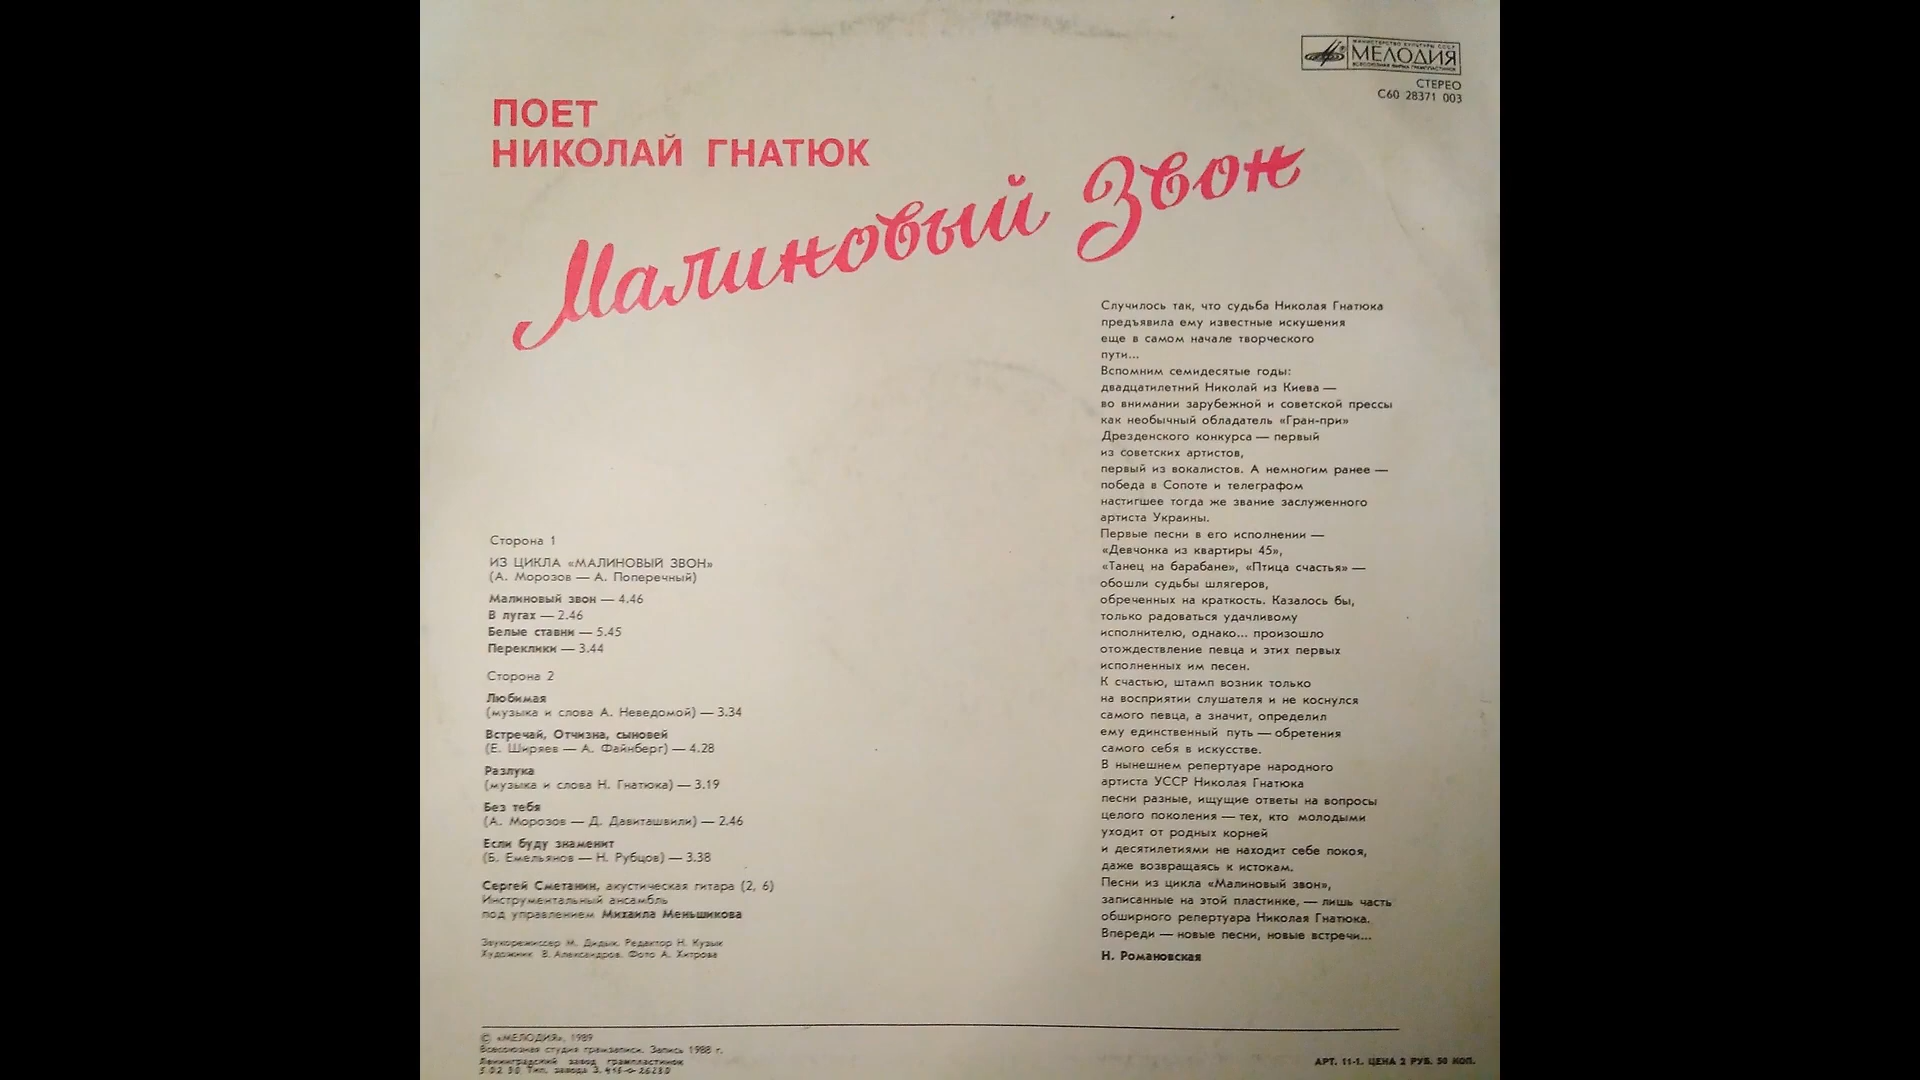 МИНИСТЕРСТВО КУЛЬТУРЫ СССР
МЕЛОДИЯ
ВСЕСОЮЗНАЯ ФИРМА ГРАМПЛАСТИНОК
СТЕРЕО
С60 28371 003
ПОЕТ
НИКОЛАЙ ГНАТЮК
Малиновый Звон
Сторона 1
ИЗ ЦИКЛА «МАЛИНОВЫЙ ЗВОН»
(А. Морозов — А. Поперечный)
Малиновый звон — 4.46
В лугах — 2.46
Белые ставни — 5.45
Переклики — 3.44
Сторона 2
Любимая
(музыка и слова А. Неведомой) — 3.34
Встречай, Отчизна, сыновей
(Е. Ширяев — А. Файнберг) — 4.28
Разлука
(музыка и слова Н. Гнатюка) — 3.19
Без тебя
(А. Морозов — Д. Давиташвили) — 2.46
Если буду знаменит
(Б. Емельянов — Н. Рубцов) — 3.38
Сергей Сметанин, акустическая гитара (2, 6)
Инструментальный ансамбль
под управлением Михаила Меньшикова
Звукорежиссер М. Дидык. Редактор Н. Кузык
Художник В. Александров. Фото А. Хитрова
Случилось так, что судьба Николая Гнатюка
предъявила ему известные искушения
еще в самом начале творческого
пути...
Вспомним семидесятые годы:
двадцатилетний Николай из Киева —
во внимании зарубежной и советской прессы
как необычный обладатель «Гран-при»
Дрезденского конкурса — первый
из советских артистов,
первый из вокалистов. А немногим ранее —
победа в Сопоте и телеграфом
настигшее тогда же звание заслуженного
артиста Украины.
Первые песни в его исполнении —
«Девчонка из квартиры 45»,
«Танец на барабане», «Птица счастья» —
обошли судьбы шлягеров,
обреченных на краткость. Казалось бы,
только радоваться удачливому
исполнителю, однако... произошло
отождествление певца и этих первых
исполненных им песен.
К счастью, штамп возник только
на восприятии слушателя и не коснулся
самого певца, а значит, определил
ему единственный путь — обретения
самого себя в искусстве.
В нынешнем репертуаре народного
артиста УССР Николая Гнатюка
песни разные, ищущие ответы на вопросы
целого поколения — тех, кто молодыми
уходит от родных корней
и десятилетиями не находит себе покоя,
даже возвращаясь к истокам.
Песни из цикла «Малиновый звон»,
записанные на этой пластинке, — лишь часть
обширного репертуара Николая Гнатюка.
Впереди — новые песни, новые встречи...
Н. Романовская
© «МЕЛОДИЯ», 1989
Всесоюзная студия грамзаписи. Запись 1988 г.
Ленинградский завод грампластинок
Тип. завода З.
АРТ. 11-1. ЦЕНА 2 РУБ. 50 КОП.